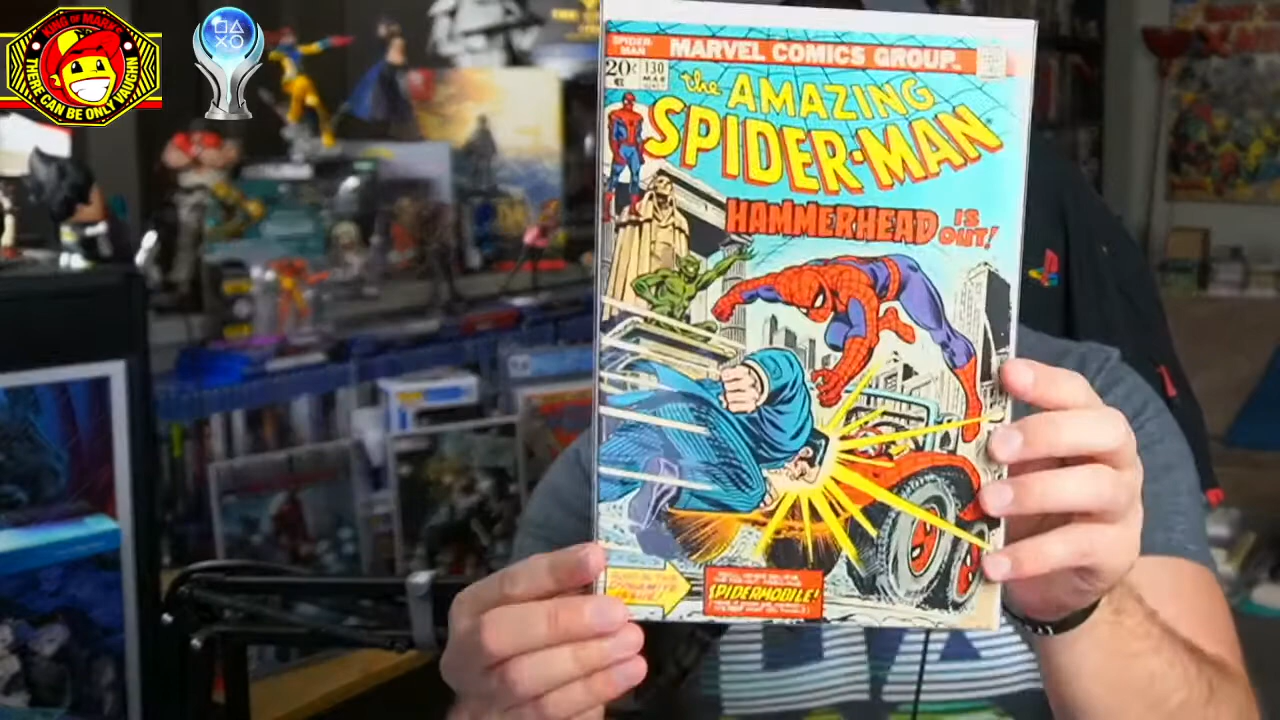 KING OF MARKS
THERE CAN BE ONLY VAUGHN
SPIDER-
MAN
MARVEL COMICS GROUP™
20¢
130
MAR
the AMAZING
SPIDER-MAN
HAMMERHEAD IS
OUT!
SPIDERMOBILE!